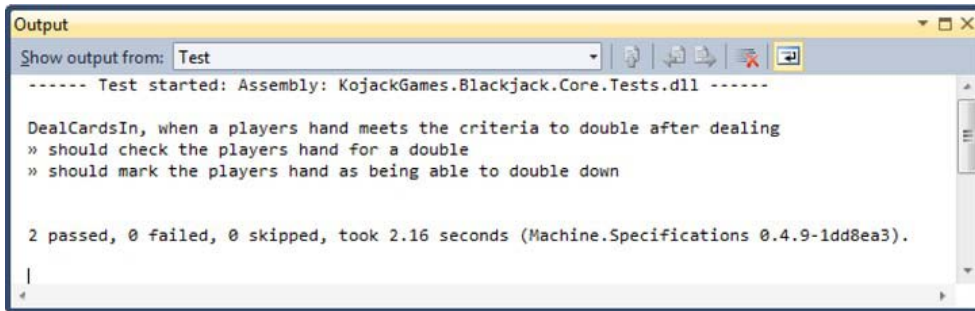 Output
Show output from: Test
------ Test started: Assembly: KojackGames.Blackjack.Core.Tests.dll ------
DealCardsIn, when a players hand meets the criteria to double after dealing
» should check the players hand for a double
» should mark the players hand as being able to double down
2 passed, 0 failed, 0 skipped, took 2.16 seconds (Machine.Specifications 0.4.9-1dd8ea3).